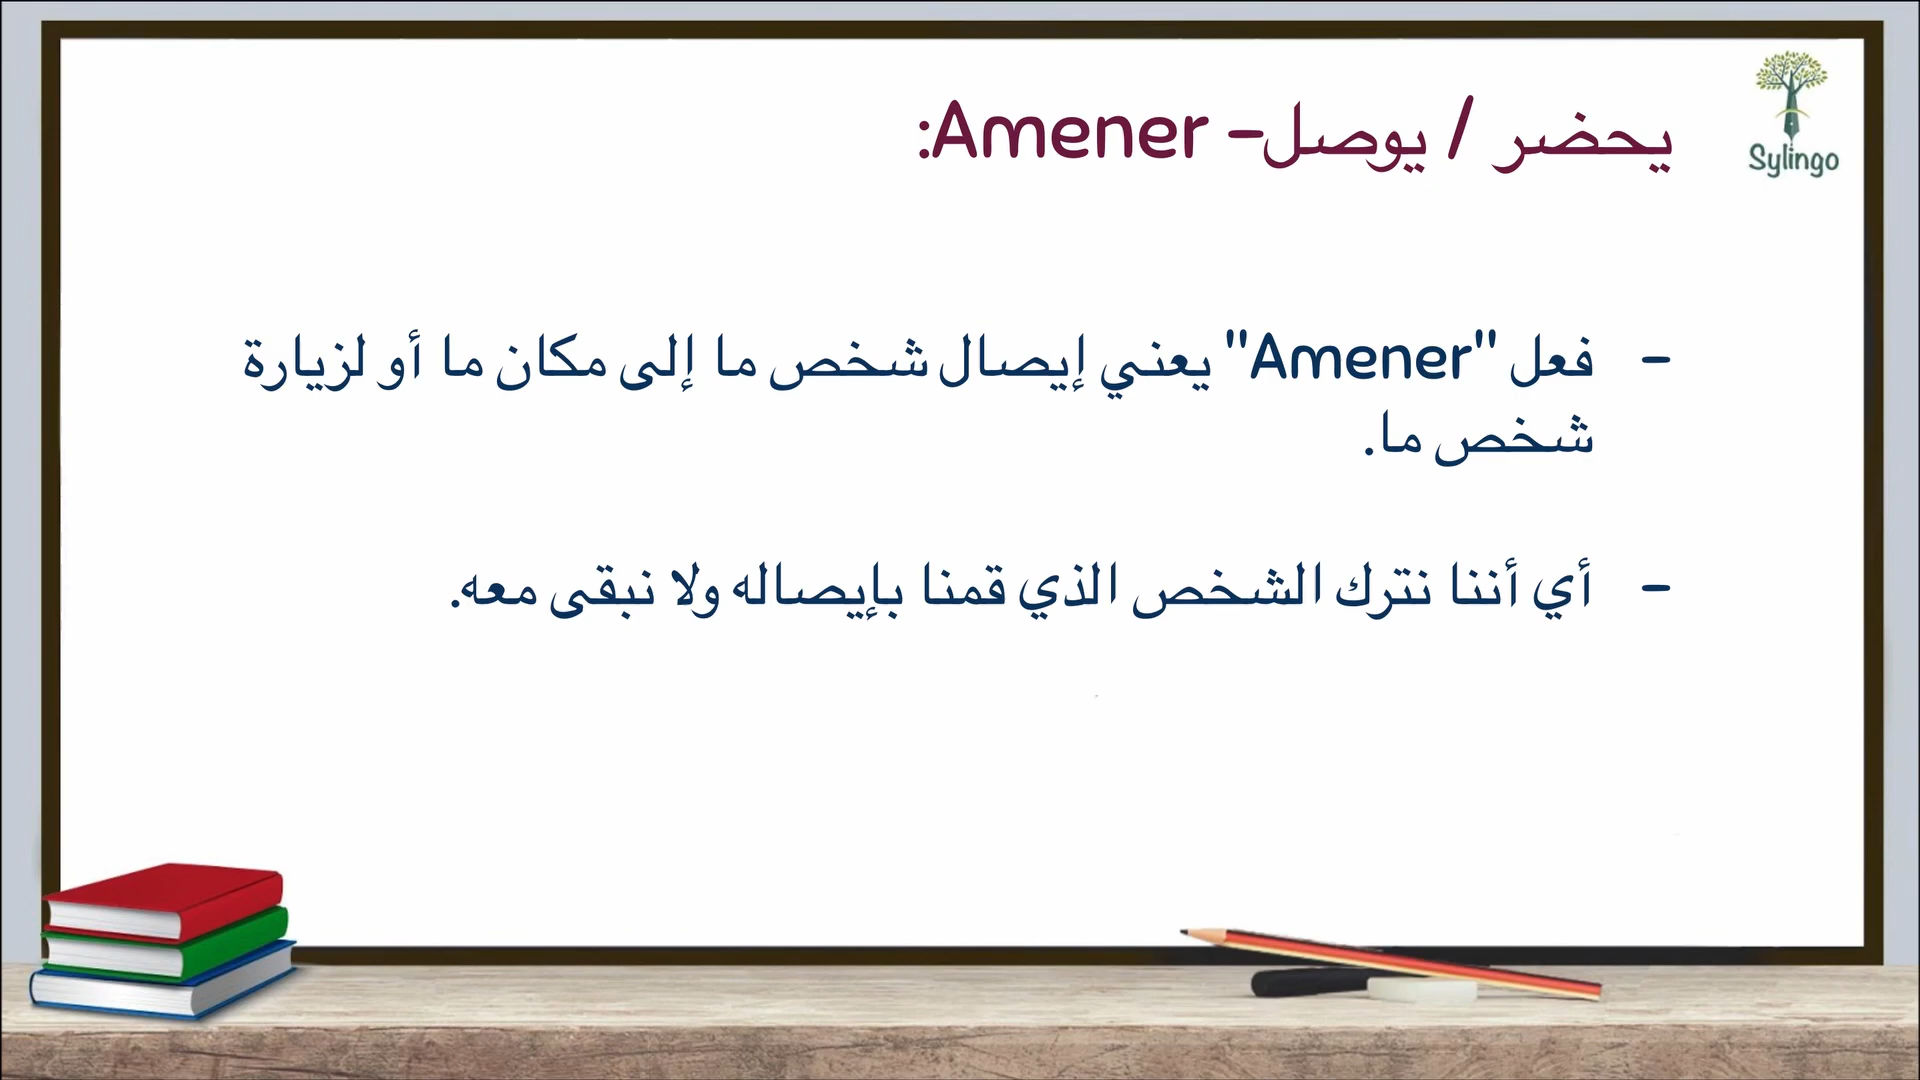 يحضر / يوصل– Amener:
Sylingo
– فعل "Amener" يعني إيصال شخص ما إلى مكان ما أو لزيارة
شخص ما.
– أي أننا نترك الشخص الذي قمنا بإيصاله ولا نبقى معه.